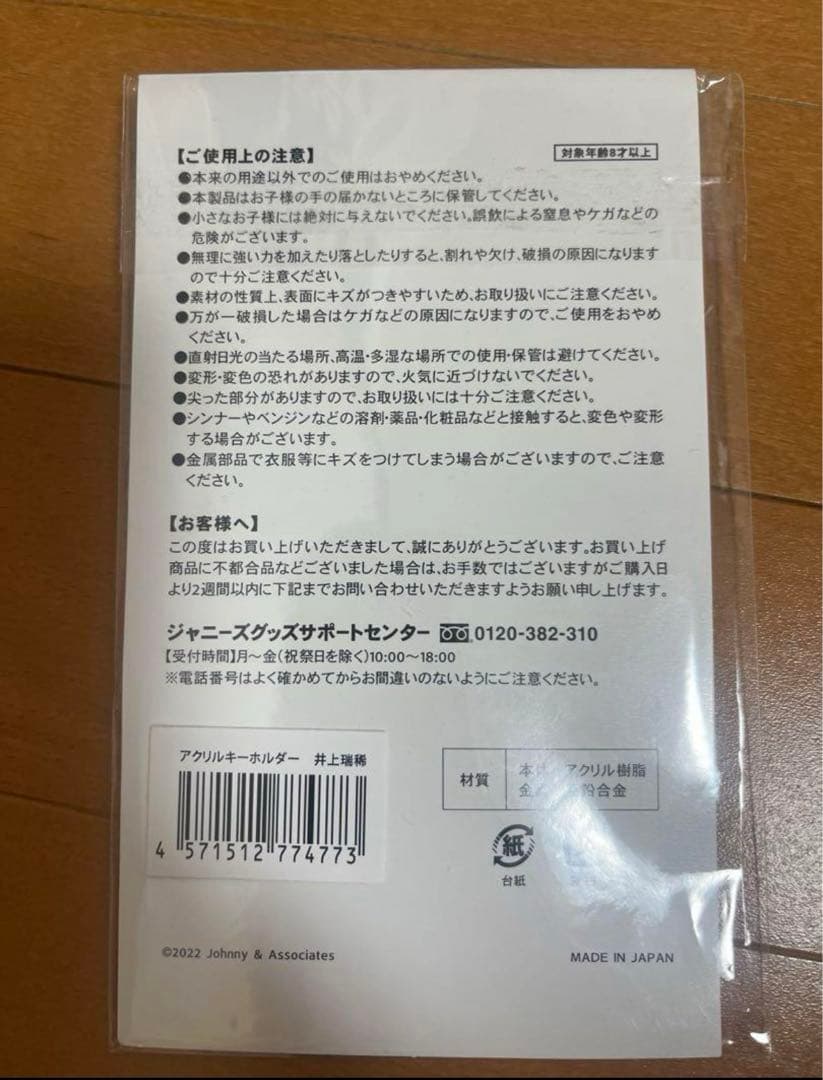 【ご使用上の注意】
対象年齢8才以上
●本来の用途以外でのご使用はおやめください。
●本製品はお子様の手の届かないところに保管してください。
●小さなお子様には絶対に与えないでください。誤飲による窒息やケガなどの
危険がございます。
●無理に強い力を加えたり落としたりすると、割れや欠け、破損の原因になります
ので十分ご注意ください。
●素材の性質上、表面にキズがつきやすいため、お取り扱いにご注意ください。
●万が一破損した場合はケガなどの原因になりますので、ご使用をおやめ
ください。
●直射日光の当たる場所、高温・多湿な場所での使用・保管は避けてください。
●変形・変色の恐れがありますので、火気に近づけないでください。
●尖った部分がありますので、お取り扱いには十分ご注意ください。
●シンナーやベンジンなどの溶剤・薬品・化粧品などと接触すると、変色や変形
する場合がございます。
●金属部品で衣服等にキズをつけてしまう場合がございますので、ご注意
ください。
【お客様へ】
この度はお買い上げいただきまして、誠にありがとうございます。お買い上げ
商品に不都合品などございました場合は、お手数ではございますがご購入日
より2週間以内に下記までお問い合わせいただきますようお願い申し上げます。
ジャニーズグッズサポートセンター 0120-382-310
【受付時間】月〜金(祝祭日を除く)10:00〜18:00
※電話番号はよく確かめてからお間違いのないようにご注意ください。
アクリルキーホルダー 井上瑞稀
4 571512 774773
材質
アクリル樹脂
合金
紙
台紙
©2022 Johnny & Associates
MADE IN JAPAN